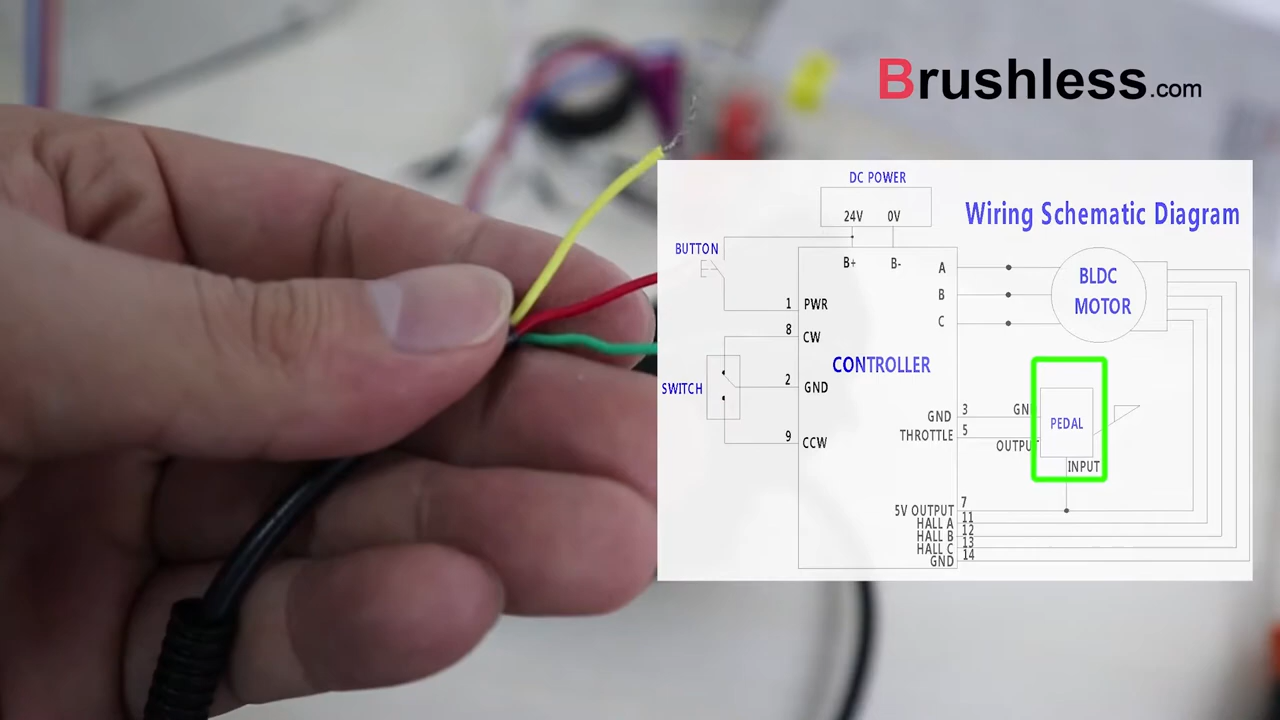 Brushless.com
DC POWER
Wiring Schematic Diagram
24V 0V
BUTTON
B+ B-
A
BLDC
MOTOR
B
1 PWR
C
8 CW
CONTROLLER
SWITCH
2 GND
GND 3 GN
THROTTLE 5
PEDAL
9 CCW
OUTPUT
INPUT
5V OUTPUT 7
HALL A 11
HALL B 12
HALL C 13
GND 14